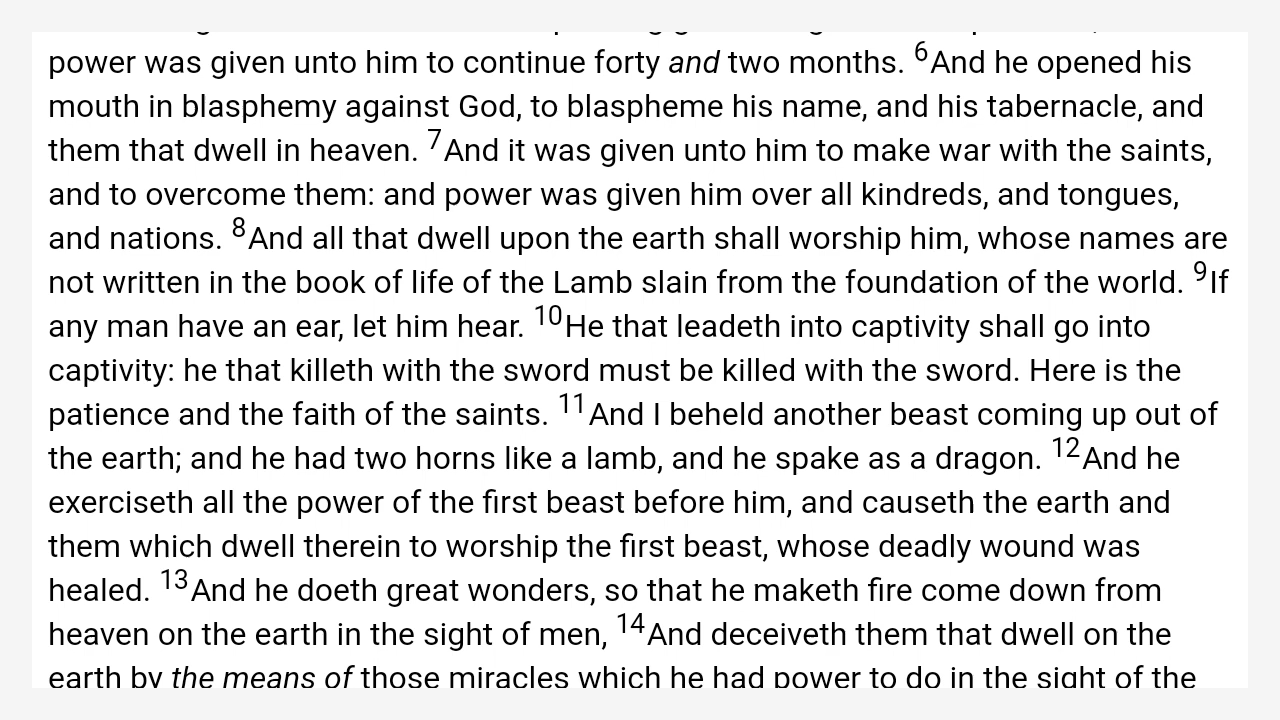 power was given unto him to continue forty and two months. 6And he opened his
mouth in blasphemy against God, to blaspheme his name, and his tabernacle, and
them that dwell in heaven. 7And it was given unto him to make war with the saints,
and to overcome them: and power was given him over all kindreds, and tongues,
and nations. 8And all that dwell upon the earth shall worship him, whose names are
not written in the book of life of the Lamb slain from the foundation of the world. 9If
any man have an ear, let him hear. 10He that leadeth into captivity shall go into
captivity: he that killeth with the sword must be killed with the sword. Here is the
patience and the faith of the saints. 11And I beheld another beast coming up out of
the earth; and he had two horns like a lamb, and he spake as a dragon. 12And he
exerciseth all the power of the first beast before him, and causeth the earth and
them which dwell therein to worship the first beast, whose deadly wound was
healed. 13And he doeth great wonders, so that he maketh fire come down from
heaven on the earth in the sight of men, 14And deceiveth them that dwell on the
earth by the means of those miracles which he had power to do in the sight of the